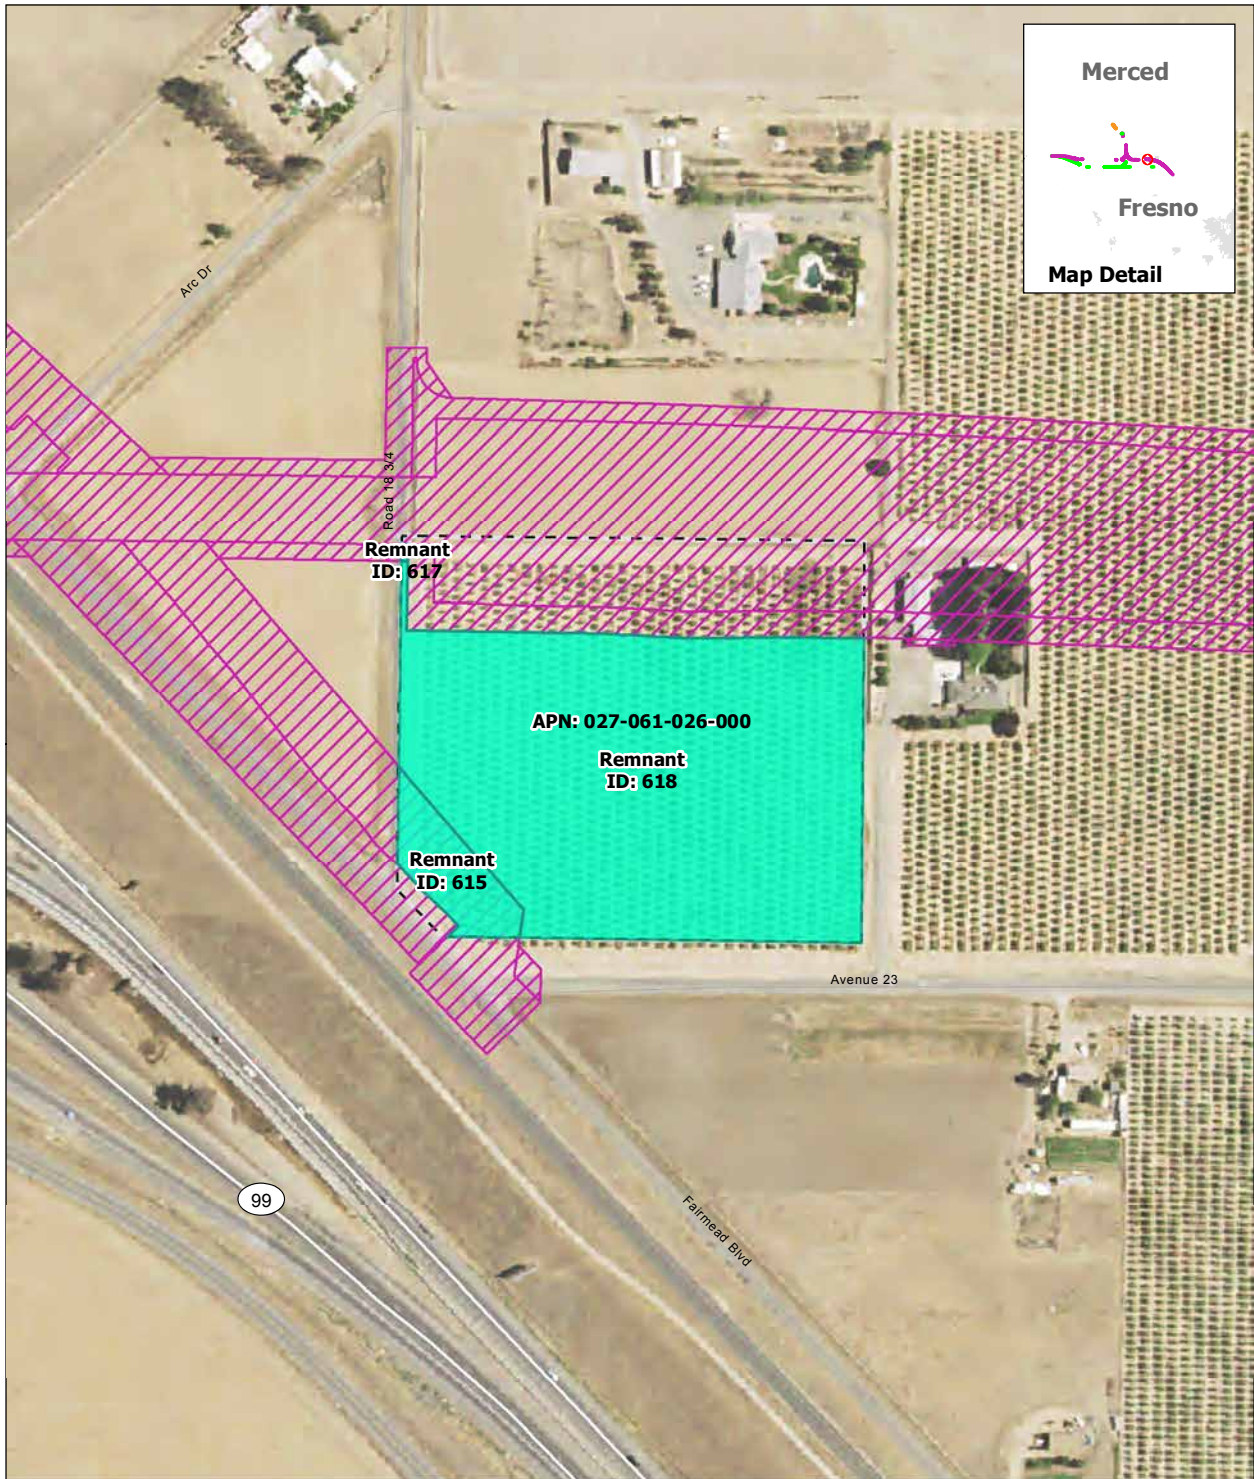 Merced
Fresno
Map Detail
Arc Dr
Road 18 3/4
Remnant
ID: 617
APN: 027-061-026-000
Remnant
ID: 618
Remnant
ID: 615
Avenue 23
99
Fairmead Blvd